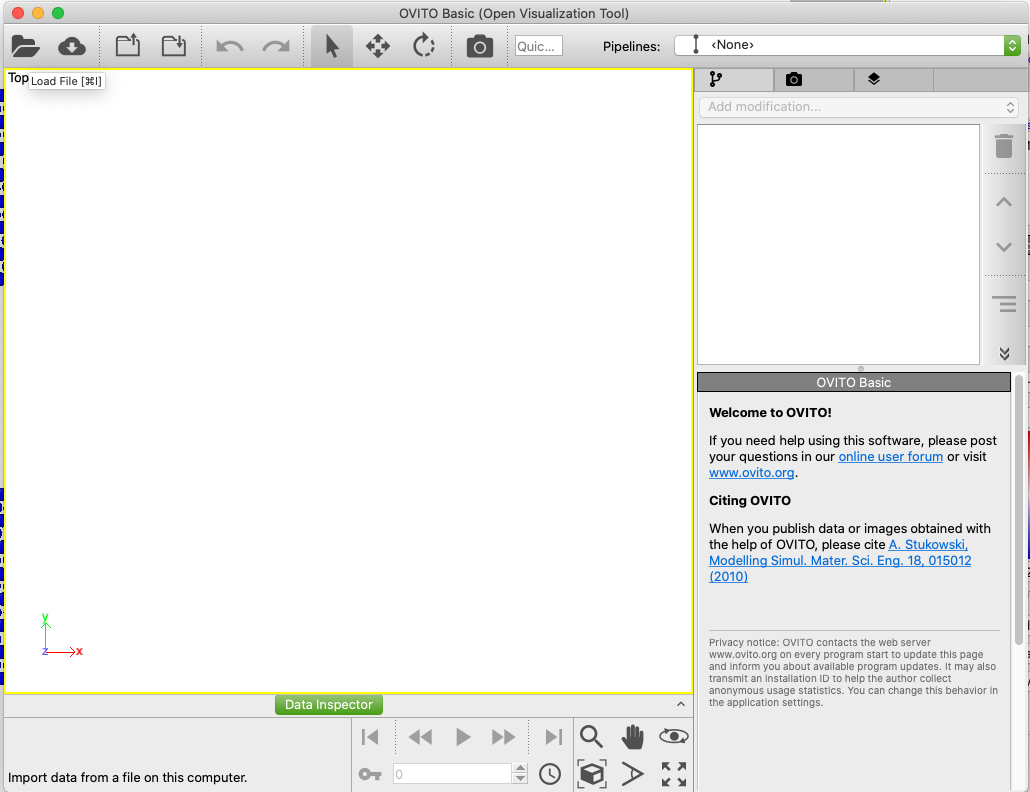 OVITO Basic (Open Visualization Tool)
Quic...
Pipelines:
<None>
Top
Load File [⌘I]
Add modification...
OVITO Basic
Welcome to OVITO!
If you need help using this software, please post
your questions in our online user forum or visit
www.ovito.org.
Citing OVITO
When you publish data or images obtained with
the help of OVITO, please cite A. Stukowski,
Modelling Simul. Mater. Sci. Eng. 18, 015012
(2010)
Privacy notice: OVITO contacts the web server
www.ovito.org on every program start to update this page
and inform you about available program updates. It may also
transmit an installation ID to help the author collect
anonymous usage statistics. You can change this behavior in
the application settings.
y
z
x
Data Inspector
0
Import data from a file on this computer.